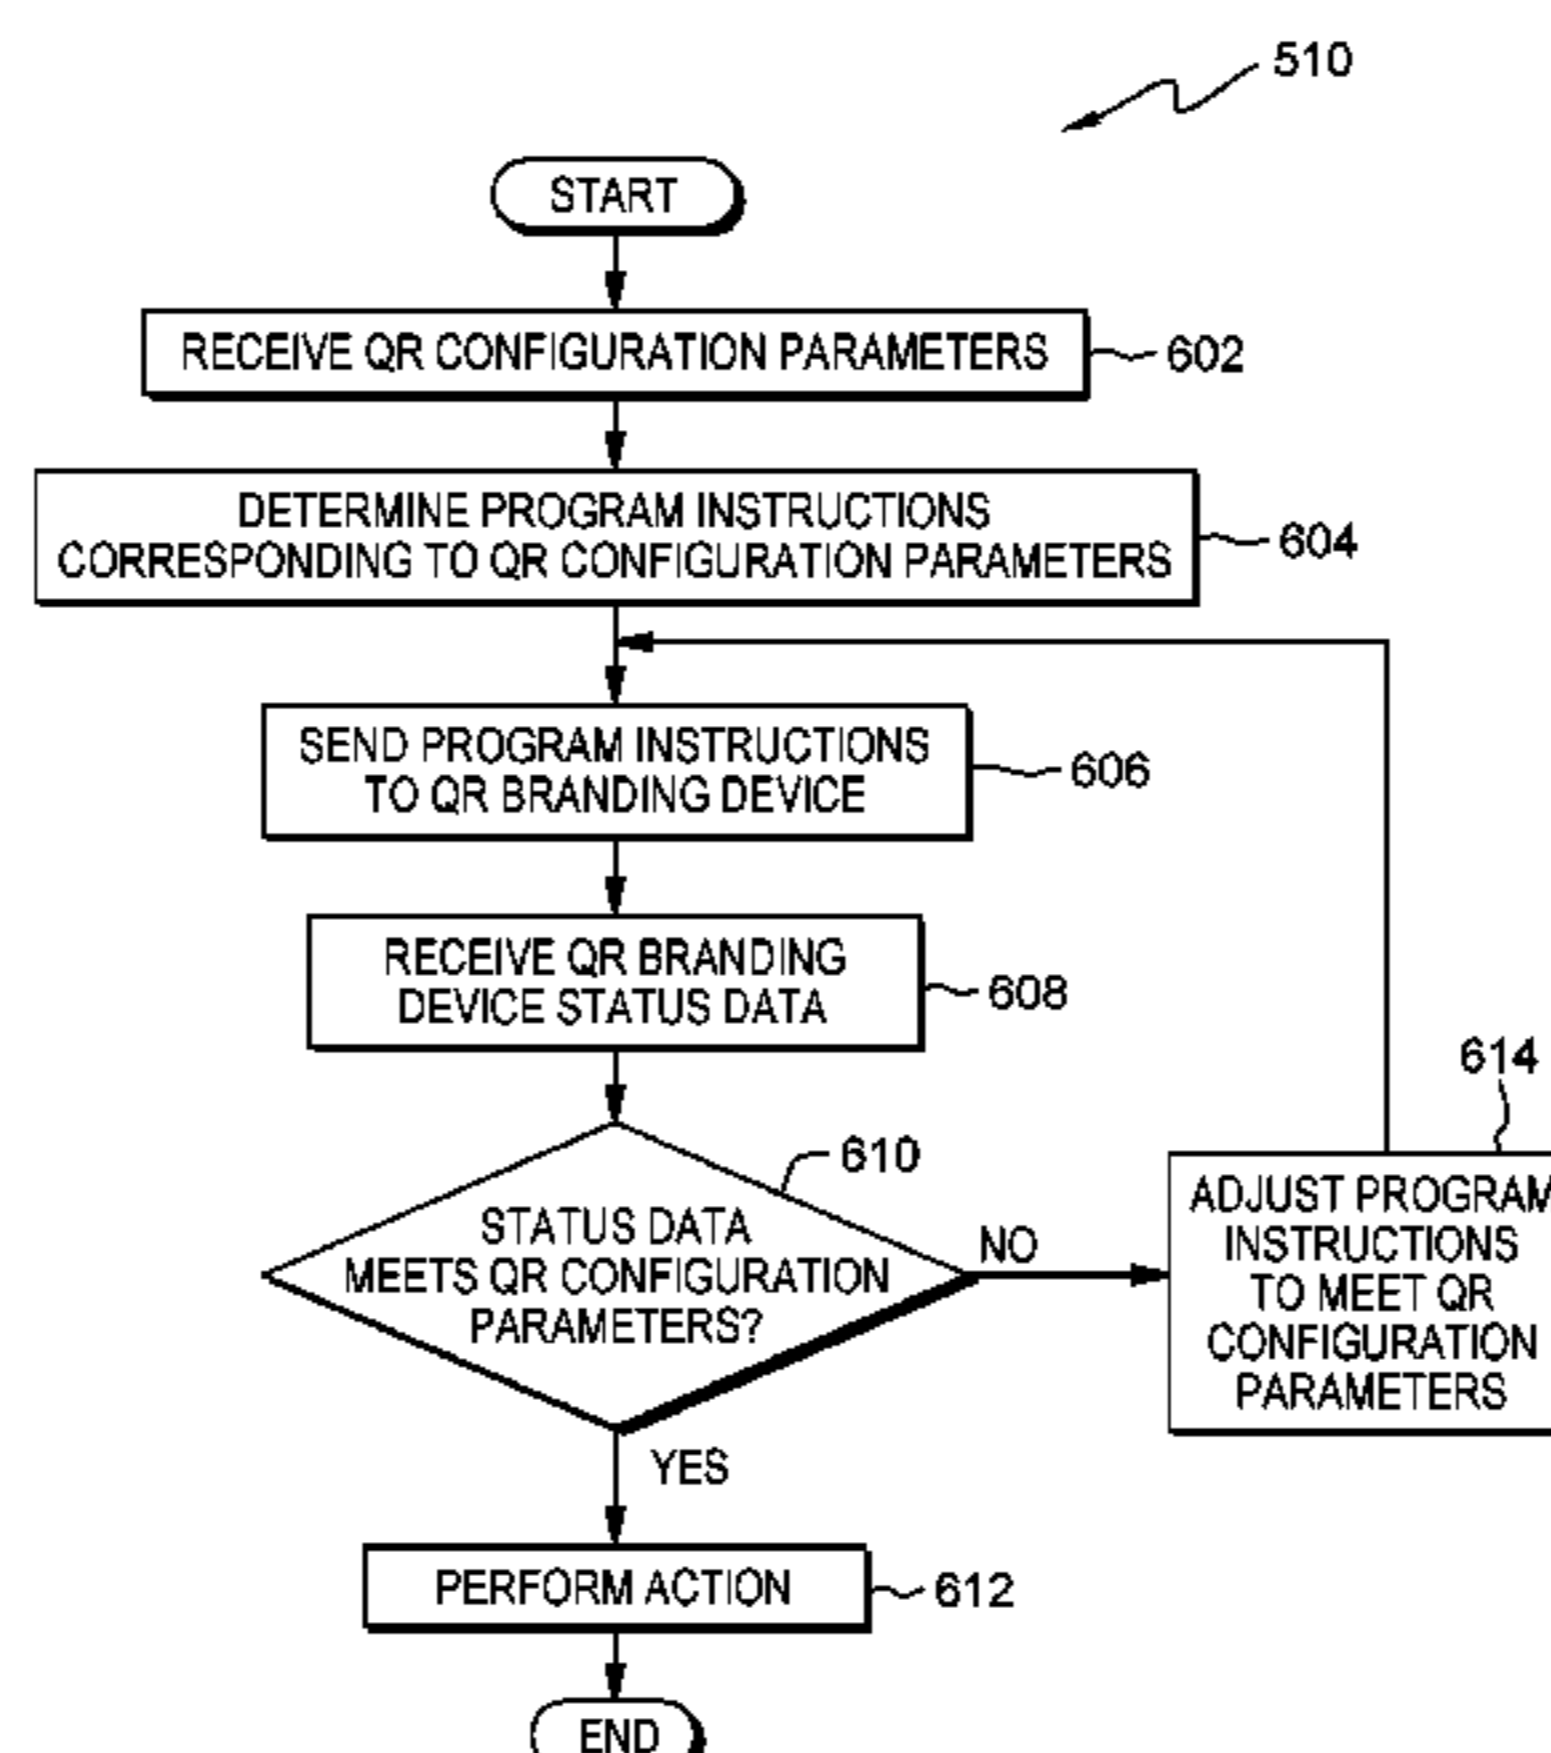 510
START
RECEIVE QR CONFIGURATION PARAMETERS
602
DETERMINE PROGRAM INSTRUCTIONS
CORRESPONDING TO QR CONFIGURATION PARAMETERS
604
SEND PROGRAM INSTRUCTIONS
TO QR BRANDING DEVICE
606
RECEIVE QR BRANDING
DEVICE STATUS DATA
608
610
STATUS DATA
MEETS QR CONFIGURATION
PARAMETERS?
NO
614
ADJUST PROGRAM
INSTRUCTIONS
TO MEET QR
CONFIGURATION
PARAMETERS
YES
PERFORM ACTION
612
END